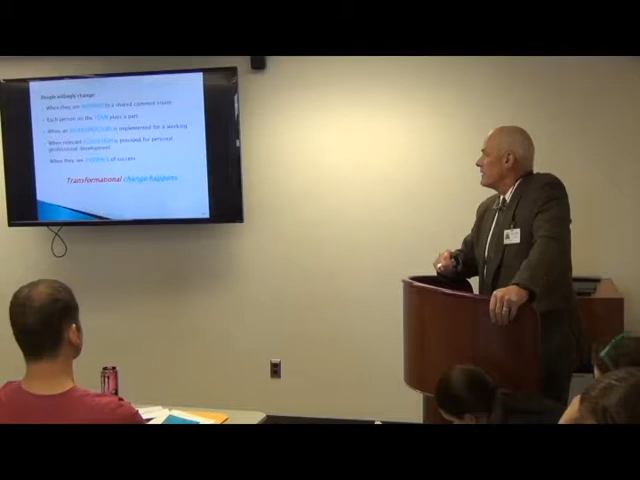 People willingly change:
When they are to a shared common vision
Each person on the TEAM plays a part
When an is implemented for a working
When relevant is provided for personal
professional development
When they see EVIDENCE of success
Transformational change happens